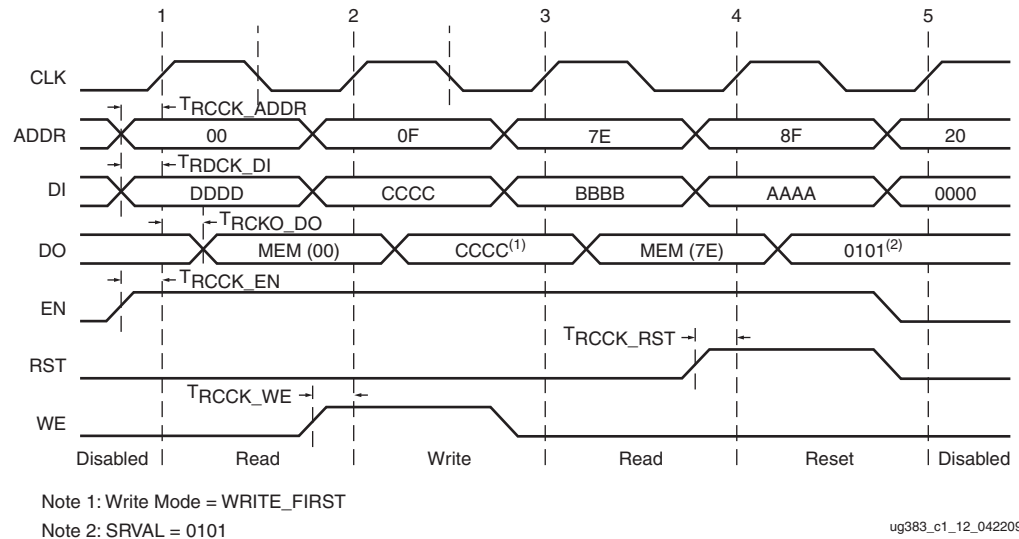 1 2 3 4 5
CLK
TRCCK_ADDR
ADDR 00 0F 7E 8F 20
TRDCK_DI
DI DDDD CCCC BBBB AAAA 0000
TRCKO_DO
DO MEM (00) CCCC(1) MEM (7E) 0101(2)
TRCCK_EN
EN
TRCCK_RST
RST
TRCCK_WE
WE
Disabled Read Write Read Reset Disabled
Note 1: Write Mode = WRITE_FIRST
Note 2: SRVAL = 0101
ug383_c1_12_042209